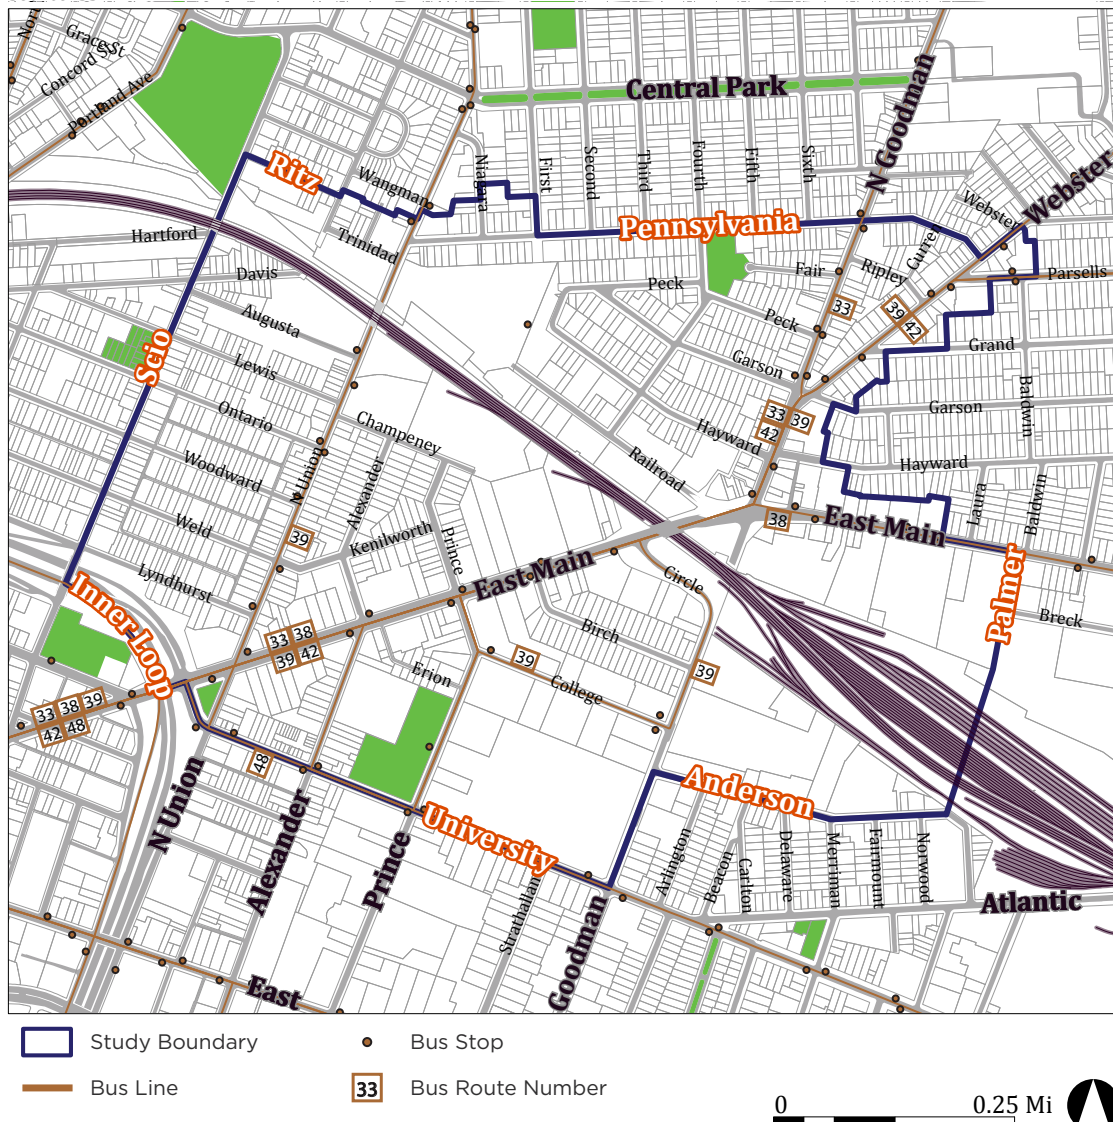 Nor
Grace St
Concord St
Portland Ave
Central Park
N Goodman
Ritz
Wangman
Niagara
First
Second
Third
Fourth
Fifth
Sixth
Webster
Webster
Hartford
Trinidad
Pennsylvania
Curren
Davis
Peck
Fair
Ripley
Parsells
Augusta
33
39
42
Peck
Scio
Lewis
Garson
Grand
Ontario
Champeney
33 39
42
Garson
Baldwin
Hayward
Woodward
N Union
Alexander
Railroad
Hayward
Laura
Baldwin
Weld
39
Kenilworth
Prince
38
East Main
East Main
Lyndhurst
Circle
Palmer
Inner Loop
33 38
39 42
Birch
Breck
39
39
Erion
College
33 38 39
42 48
48
Anderson
University
N Union
Alexander
Prince
Arlington
Beacon
Carlton
Delaware
Merriman
Fairmount
Norwood
Strathallan
Atlantic
Goodman
East
Study Boundary
Bus Stop
Bus Line
33
Bus Route Number
0
0.25 Mi